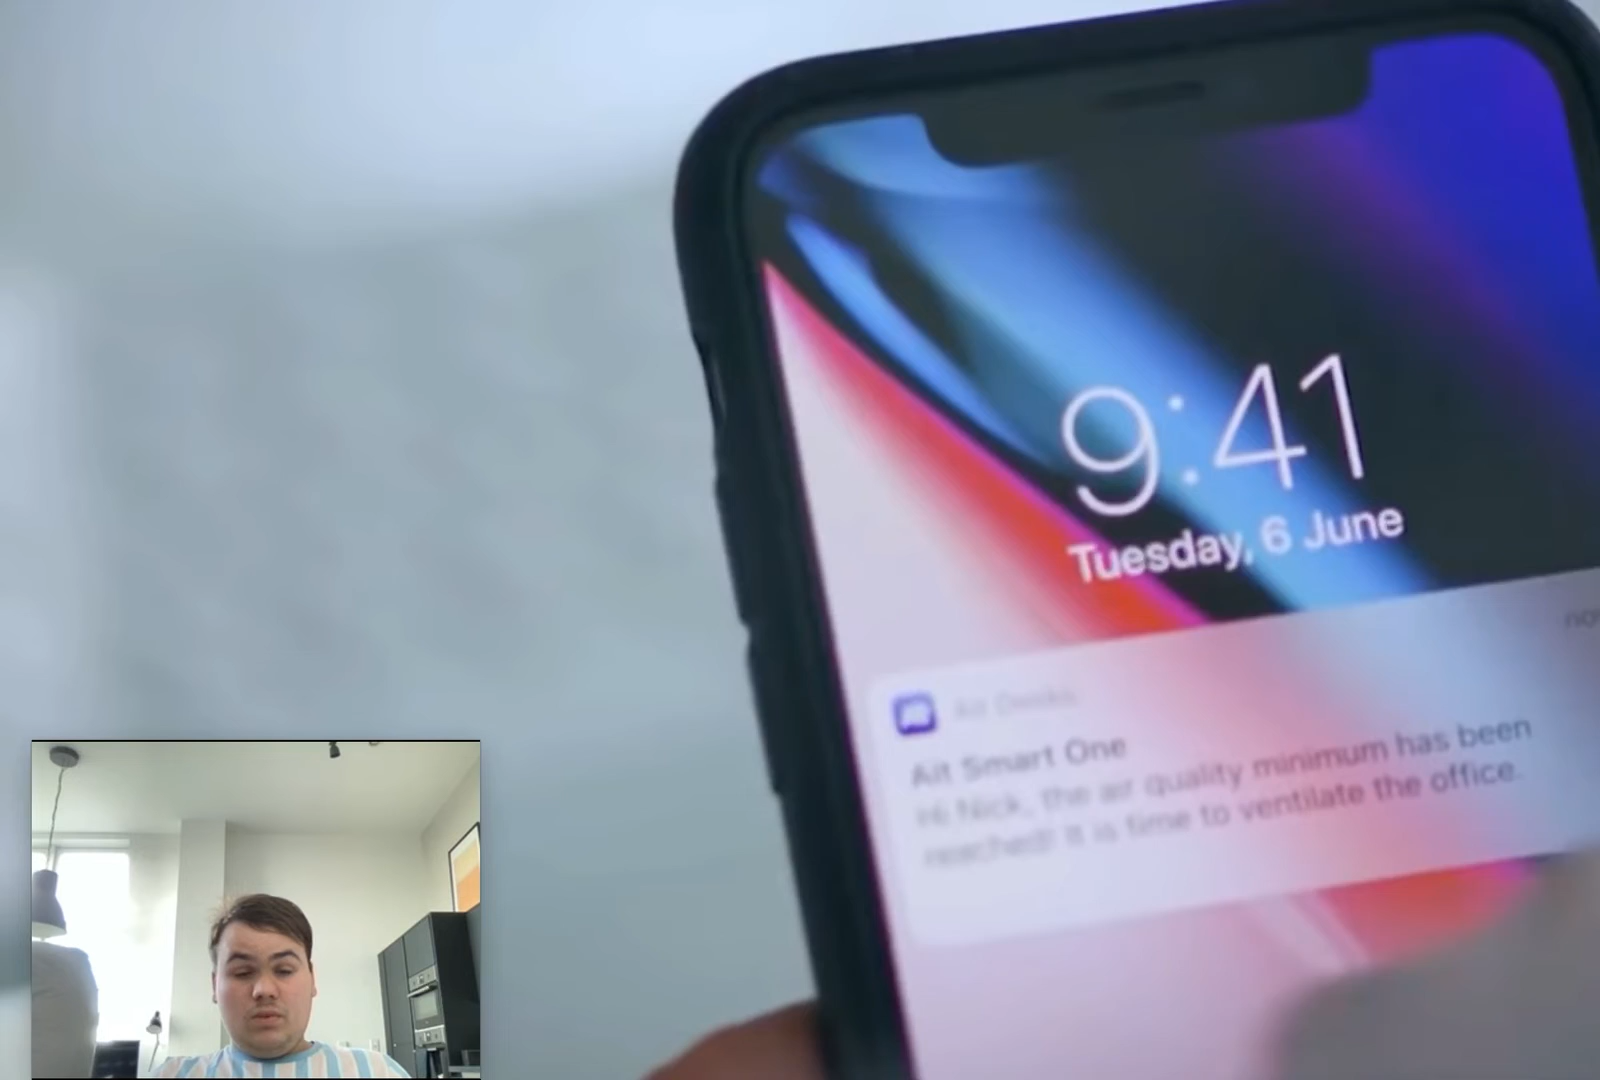 9:41
Tuesday, 6 June
Ait Smart One
Hi Nick, the air quality minimum has been
reached! It is time to ventilate the office.